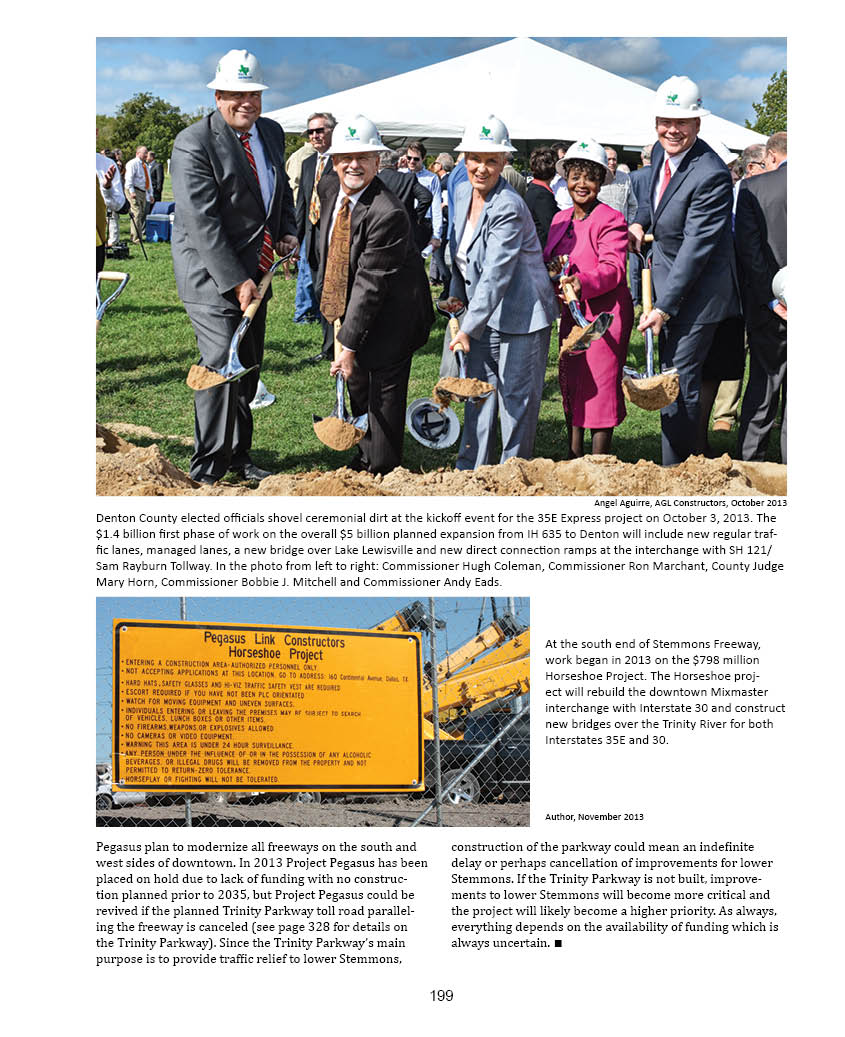 Angel Aguirre, AGL Constructors, October 2013
Denton County elected officials shovel ceremonial dirt at the kickoff event for the 35E Express project on October 3, 2013. The
$1.4 billion first phase of work on the overall $5 billion planned expansion from IH 635 to Denton will include new regular traf-
fic lanes, managed lanes, a new bridge over Lake Lewisville and new direct connection ramps at the interchange with SH 121/
Sam Rayburn Tollway. In the photo from left to right: Commissioner Hugh Coleman, Commissioner Ron Marchant, County Judge
Mary Horn, Commissioner Bobbie J. Mitchell and Commissioner Andy Eads.
Pegasus Link Constructors
Horseshoe Project
• ENTERING A CONSTRUCTION AREA-AUTHORIZED PERSONNEL ONLY
• NOT ACCEPTING APPLICATIONS AT THIS LOCATION. GO TO ADDRESS: 160 Continental Avenue, Dallas, TX
• HARD HATS, SAFETY GLASSES AND HI-VIZ TRAFFIC SAFETY VEST ARE REQUIRED
• ESCORT REQUIRED IF YOU HAVE NOT BEEN PLC ORIENTATED
• WATCH FOR MOVING EQUIPMENT AND UNEVEN SURFACES.
• INDIVIDUALS ENTERING OR LEAVING THE PREMISES MAY BE SUBJECT TO SEARCH
OF VEHICLES, LUNCH BOXES OR OTHER ITEMS.
• NO FIREARMS,WEAPONS,OR EXPLOSIVES ALLOWED
• NO CAMERAS OR VIDEO EQUIPMENT.
• WARNING THIS AREA IS UNDER 24 HOUR SURVEILLANCE.
• ANY PERSON UNDER THE INFLUENCE OF OR IN THE POSSESSION OF ANY ALCOHOLIC
BEVERAGES, OR ILLEGAL DRUGS WILL BE REMOVED FROM THE PROPERTY AND NOT
PERMITTED TO RETURN-ZERO TOLERANCE.
• HORSEPLAY OR FIGHTING WILL NOT BE TOLERATED.
At the south end of Stemmons Freeway,
work began in 2013 on the $798 million
Horseshoe Project. The Horseshoe proj-
ect will rebuild the downtown Mixmaster
interchange with Interstate 30 and construct
new bridges over the Trinity River for both
Interstates 35E and 30.
Author, November 2013
Pegasus plan to modernize all freeways on the south and
west sides of downtown. In 2013 Project Pegasus has been
placed on hold due to lack of funding with no construc-
tion planned prior to 2035, but Project Pegasus could be
revived if the planned Trinity Parkway toll road parallel-
ing the freeway is canceled (see page 328 for details on
the Trinity Parkway). Since the Trinity Parkway's main
purpose is to provide traffic relief to lower Stemmons,
construction of the parkway could mean an indefinite
delay or perhaps cancellation of improvements for lower
Stemmons. If the Trinity Parkway is not built, improve-
ments to lower Stemmons will become more critical and
the project will likely become a higher priority. As always,
everything depends on the availability of funding which is
always uncertain. ■
199